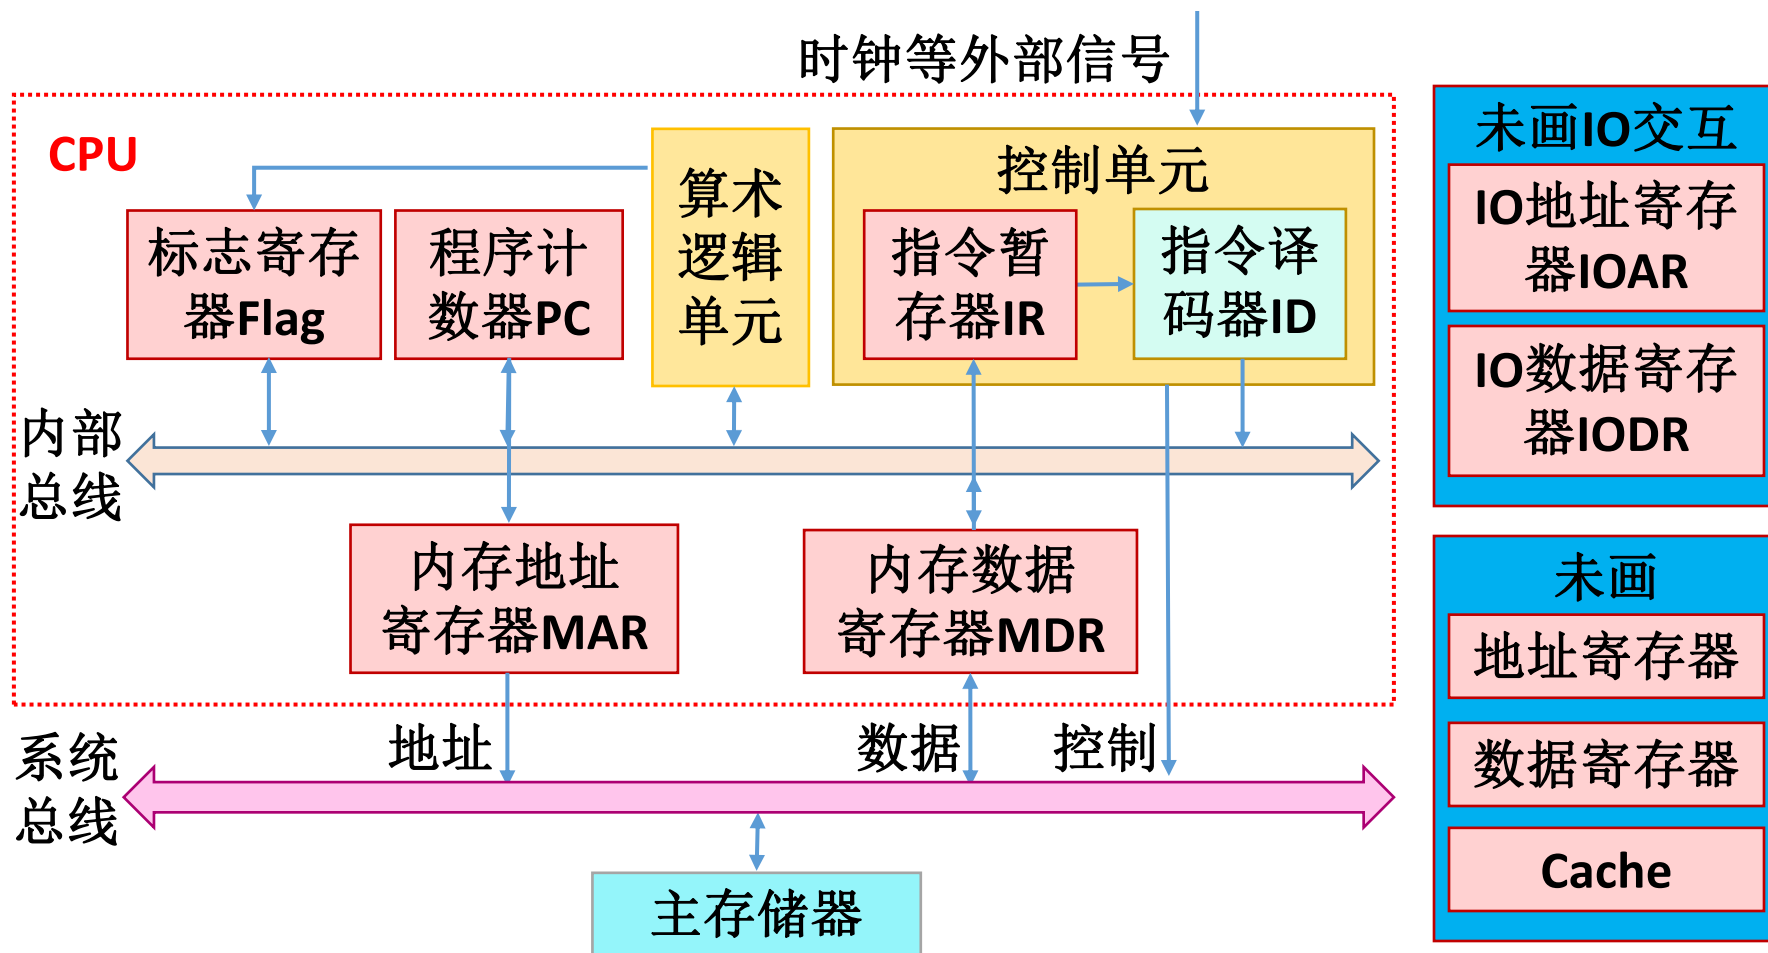 时钟等外部信号
CPU
算术
逻辑
单元
控制单元
标志寄存
器Flag
程序计
数器PC
指令暂
存器IR
指令译
码器ID
内部
总线
内存地址
寄存器MAR
内存数据
寄存器MDR
地址
数据
控制
系统
总线
主存储器
未画IO交互
IO地址寄存
器IOAR
IO数据寄存
器IODR
未画
地址寄存器
数据寄存器
Cache